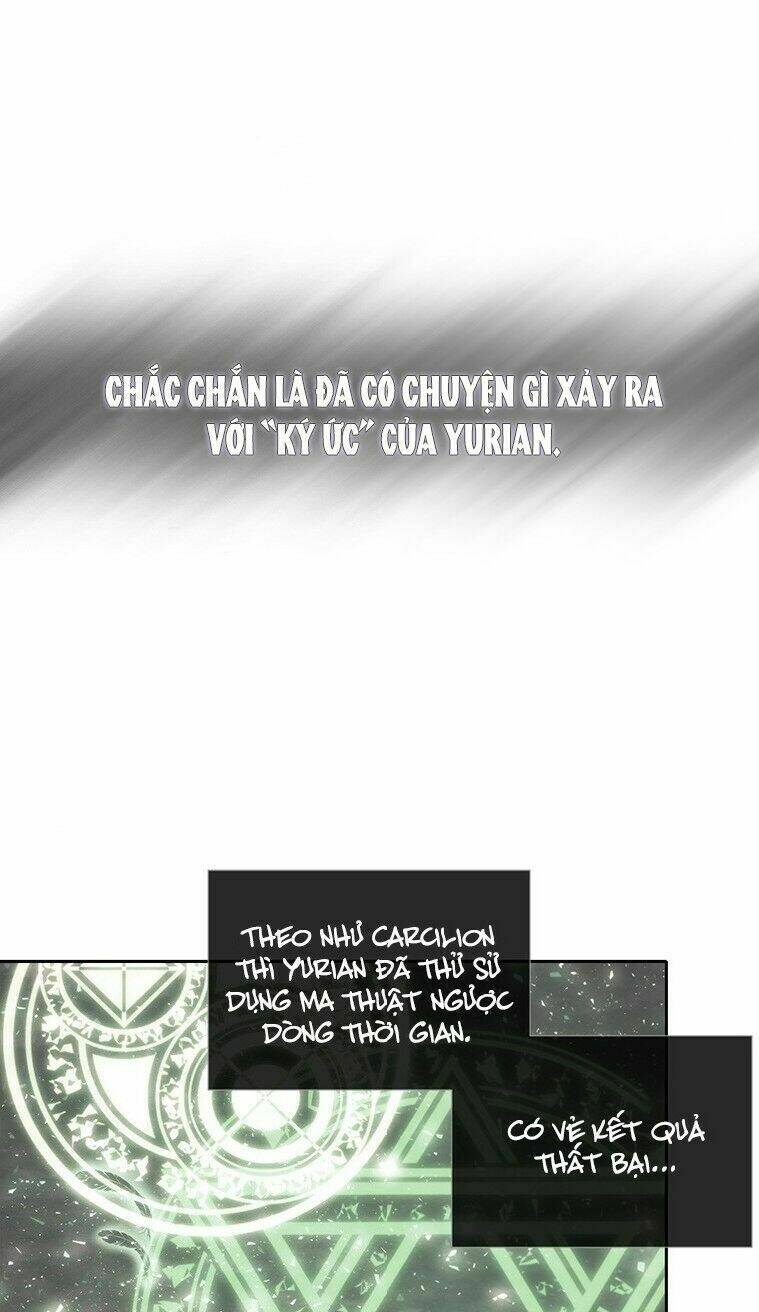 CHẮC CHẮN LÀ ĐÃ CÓ CHUYỆN GÌ XẢY RA
VỚI "KÝ ỨC" CỦA YURIAN.
THEO NHƯ CARCILION
THÌ YURIAN ĐÃ THỬ SỬ
DỤNG MA THUẬT NGƯỢC
DÒNG THỜI GIAN.
CÓ VẺ KẾT QUẢ
THẤT BẠI...